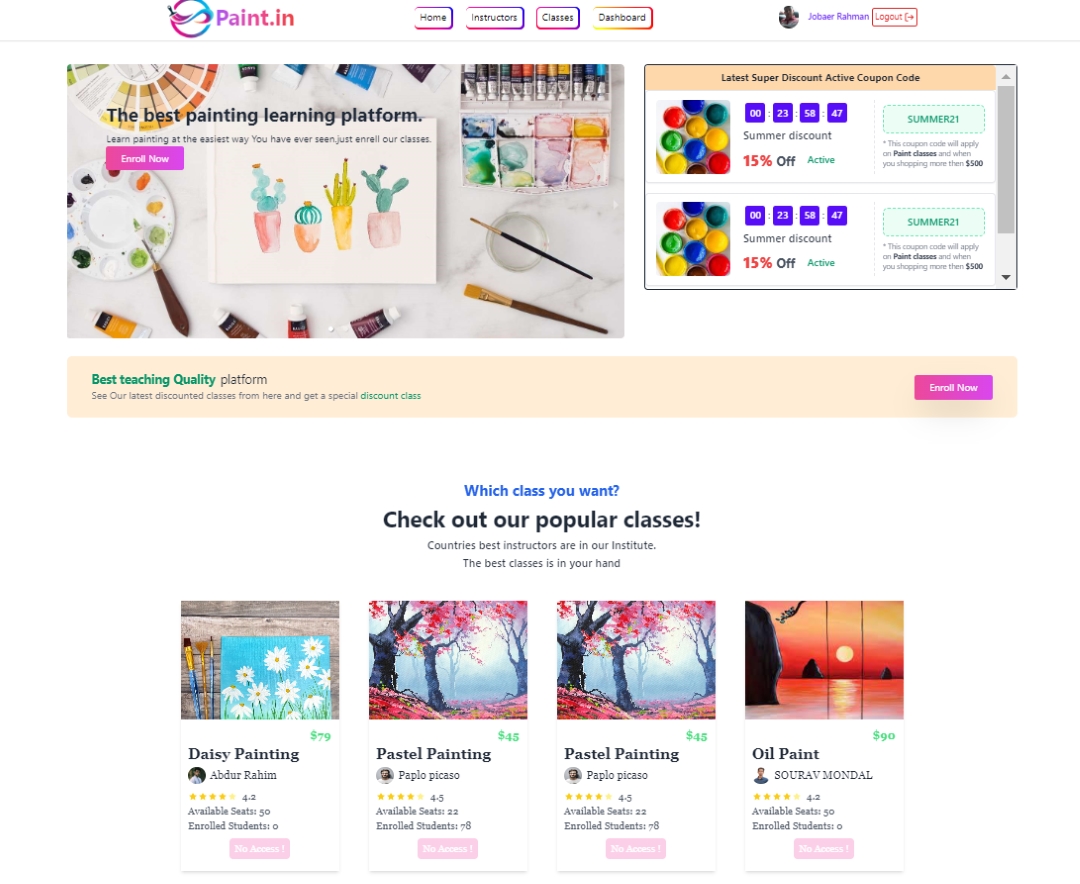 Paint.in
Home Instructors Classes Dashboard
Jobaer Rahman Logout
The best painting learning platform.
Learn painting at the easiest way You have ever seen.just enroll our classes.
Enroll Now
Latest Super Discount Active Coupon Code
00 : 23 : 58 : 47
Summer discount
15% Off Active
SUMMER21
* This coupon code will apply
on Paint classes and when
you shopping more then $500
00 : 23 : 58 : 47
Summer discount
15% Off Active
SUMMER21
* This coupon code will apply
on Paint classes and when
you shopping more then $500
Best teaching Quality platform
See Our latest discounted classes from here and get a special discount class
Enroll Now
Which class you want?
Check out our popular classes!
Countries best instructors are in our Institute.
The best classes is in your hand
$79
Daisy Painting
Abdur Rahim
4.2
Available Seats: 50
Enrolled Students: 0
No Access !
$45
Pastel Painting
Paplo picaso
4.5
Available Seats: 22
Enrolled Students: 78
No Access !
$45
Pastel Painting
Paplo picaso
4.5
Available Seats: 22
Enrolled Students: 78
No Access !
$90
Oil Paint
SOURAV MONDAL
4.2
Available Seats: 50
Enrolled Students: 0
No Access !